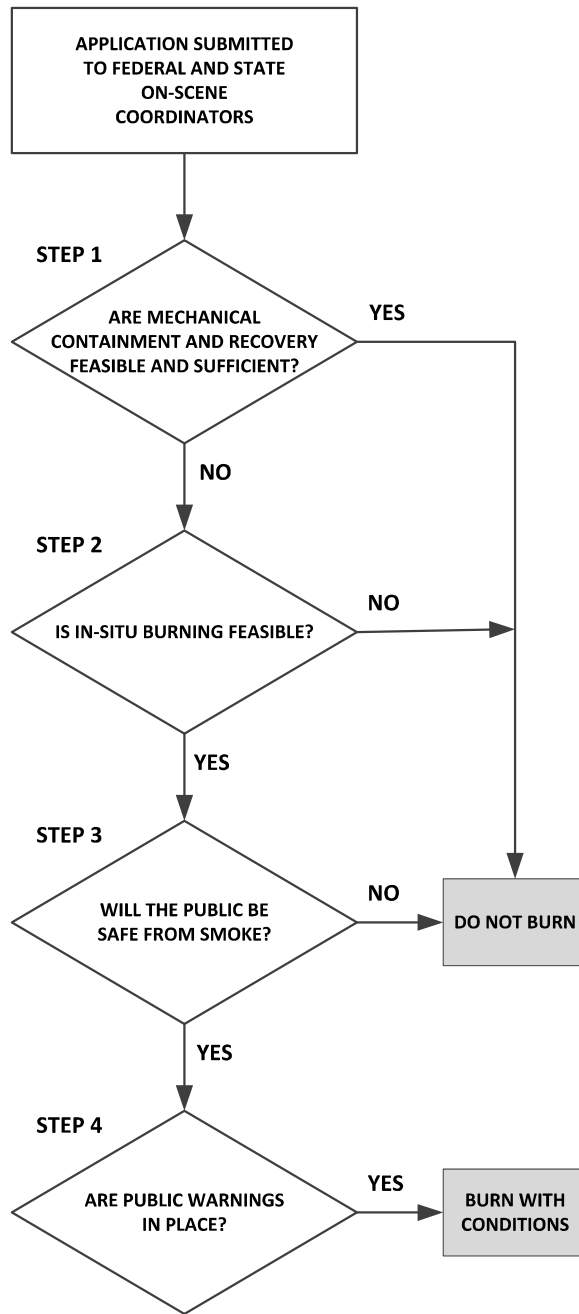 APPLICATION SUBMITTED
TO FEDERAL AND STATE
ON-SCENE
COORDINATORS
STEP 1
ARE MECHANICAL
CONTAINMENT AND RECOVERY
FEASIBLE AND SUFFICIENT?
YES
NO
STEP 2
IS IN-SITU BURNING FEASIBLE?
NO
YES
STEP 3
WILL THE PUBLIC BE
SAFE FROM SMOKE?
NO
DO NOT BURN
YES
STEP 4
ARE PUBLIC WARNINGS
IN PLACE?
YES
BURN WITH
CONDITIONS